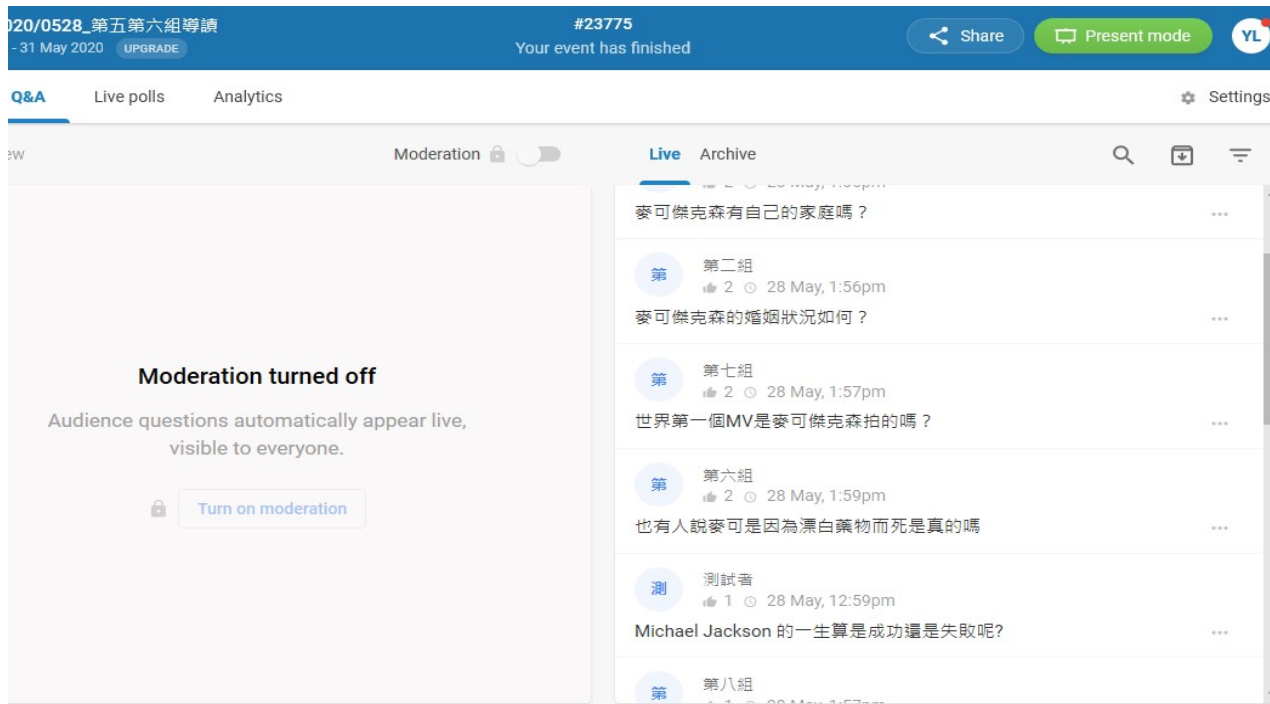 020/0528_第五第六組導讀
- 31 May 2020 UPGRADE
#23775
Your event has finished
Share
Present mode
YL
Q&A Live polls Analytics
Settings
Moderation
Live Archive
麥可傑克森有自己的家庭嗎？
第
第二組
2 28 May, 1:56pm
麥可傑克森的婚姻狀況如何？
第
第七組
2 28 May, 1:57pm
世界第一個MV是麥可傑克森拍的嗎？
第
第六組
2 28 May, 1:59pm
也有人說麥可是因為漂白藥物而死是真的嗎
測
測試者
1 28 May, 12:59pm
Michael Jackson 的一生算是成功還是失敗呢?
第
第八組
1 28 May, 1:57pm
Moderation turned off
Audience questions automatically appear live,
visible to everyone.
Turn on moderation